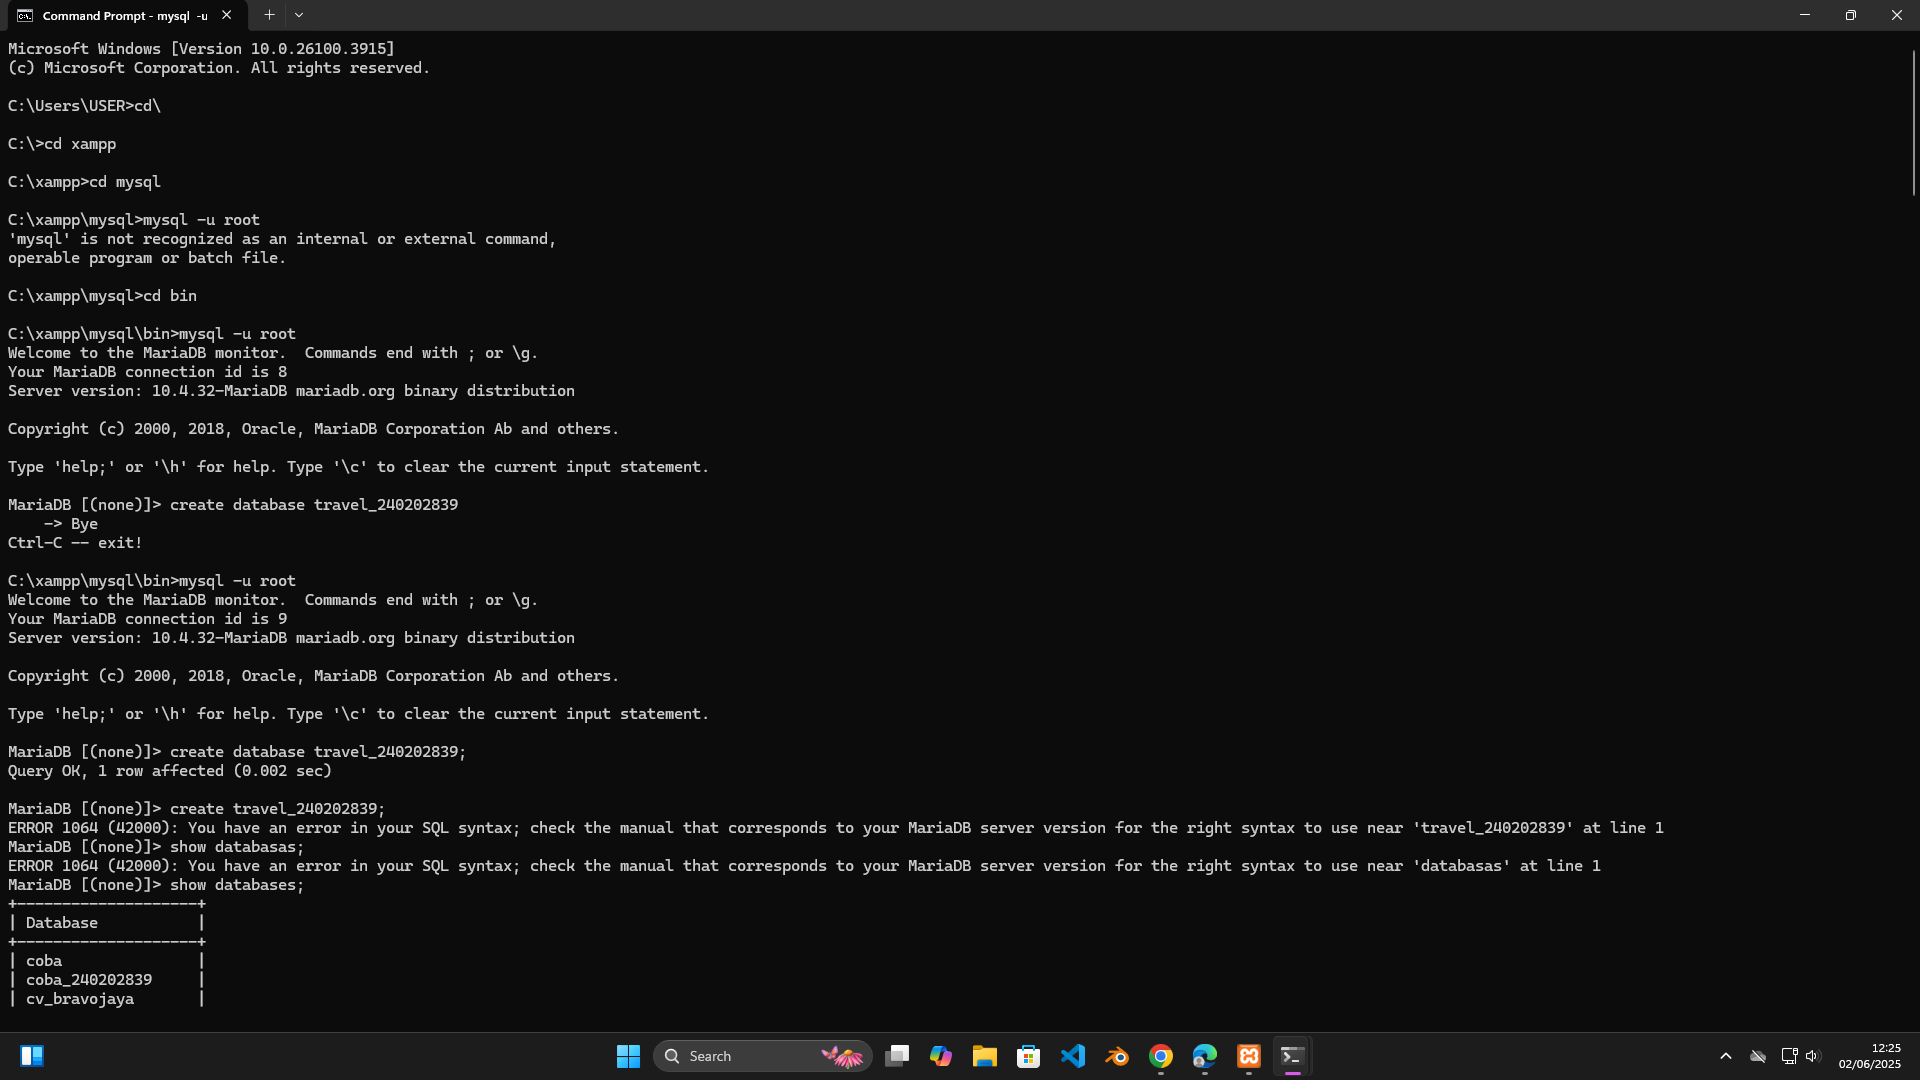 Command Prompt - mysql  -u
Microsoft Windows [Version 10.0.26100.3915]
(c) Microsoft Corporation. All rights reserved.
C:\Users\USER>cd\
C:\>cd xampp
C:\xampp>cd mysql
C:\xampp\mysql>mysql -u root
'mysql' is not recognized as an internal or external command,
operable program or batch file.
C:\xampp\mysql>cd bin
C:\xampp\mysql\bin>mysql -u root
Welcome to the MariaDB monitor.  Commands end with ; or \g.
Your MariaDB connection id is 8
Server version: 10.4.32-MariaDB mariadb.org binary distribution
Copyright (c) 2000, 2018, Oracle, MariaDB Corporation Ab and others.
Type 'help;' or '\h' for help. Type '\c' to clear the current input statement.
MariaDB [(none)]> create database travel_240202839
    -> Bye
Ctrl-C -- exit!
C:\xampp\mysql\bin>mysql -u root
Welcome to the MariaDB monitor.  Commands end with ; or \g.
Your MariaDB connection id is 9
Server version: 10.4.32-MariaDB mariadb.org binary distribution
Copyright (c) 2000, 2018, Oracle, MariaDB Corporation Ab and others.
Type 'help;' or '\h' for help. Type '\c' to clear the current input statement.
MariaDB [(none)]> create database travel_240202839;
Query OK, 1 row affected (0.002 sec)
MariaDB [(none)]> create travel_240202839;
ERROR 1064 (42000): You have an error in your SQL syntax; check the manual that corresponds to your MariaDB server version for the right syntax to use near 'travel_240202839' at line 1
MariaDB [(none)]> show databasas;
ERROR 1064 (42000): You have an error in your SQL syntax; check the manual that corresponds to your MariaDB server version for the right syntax to use near 'databasas' at line 1
MariaDB [(none)]> show databases;
+--------------------+
| Database           |
+--------------------+
| coba               |
| coba_240202839     |
| cv_bravojaya       |
Search
12:25
02/06/2025